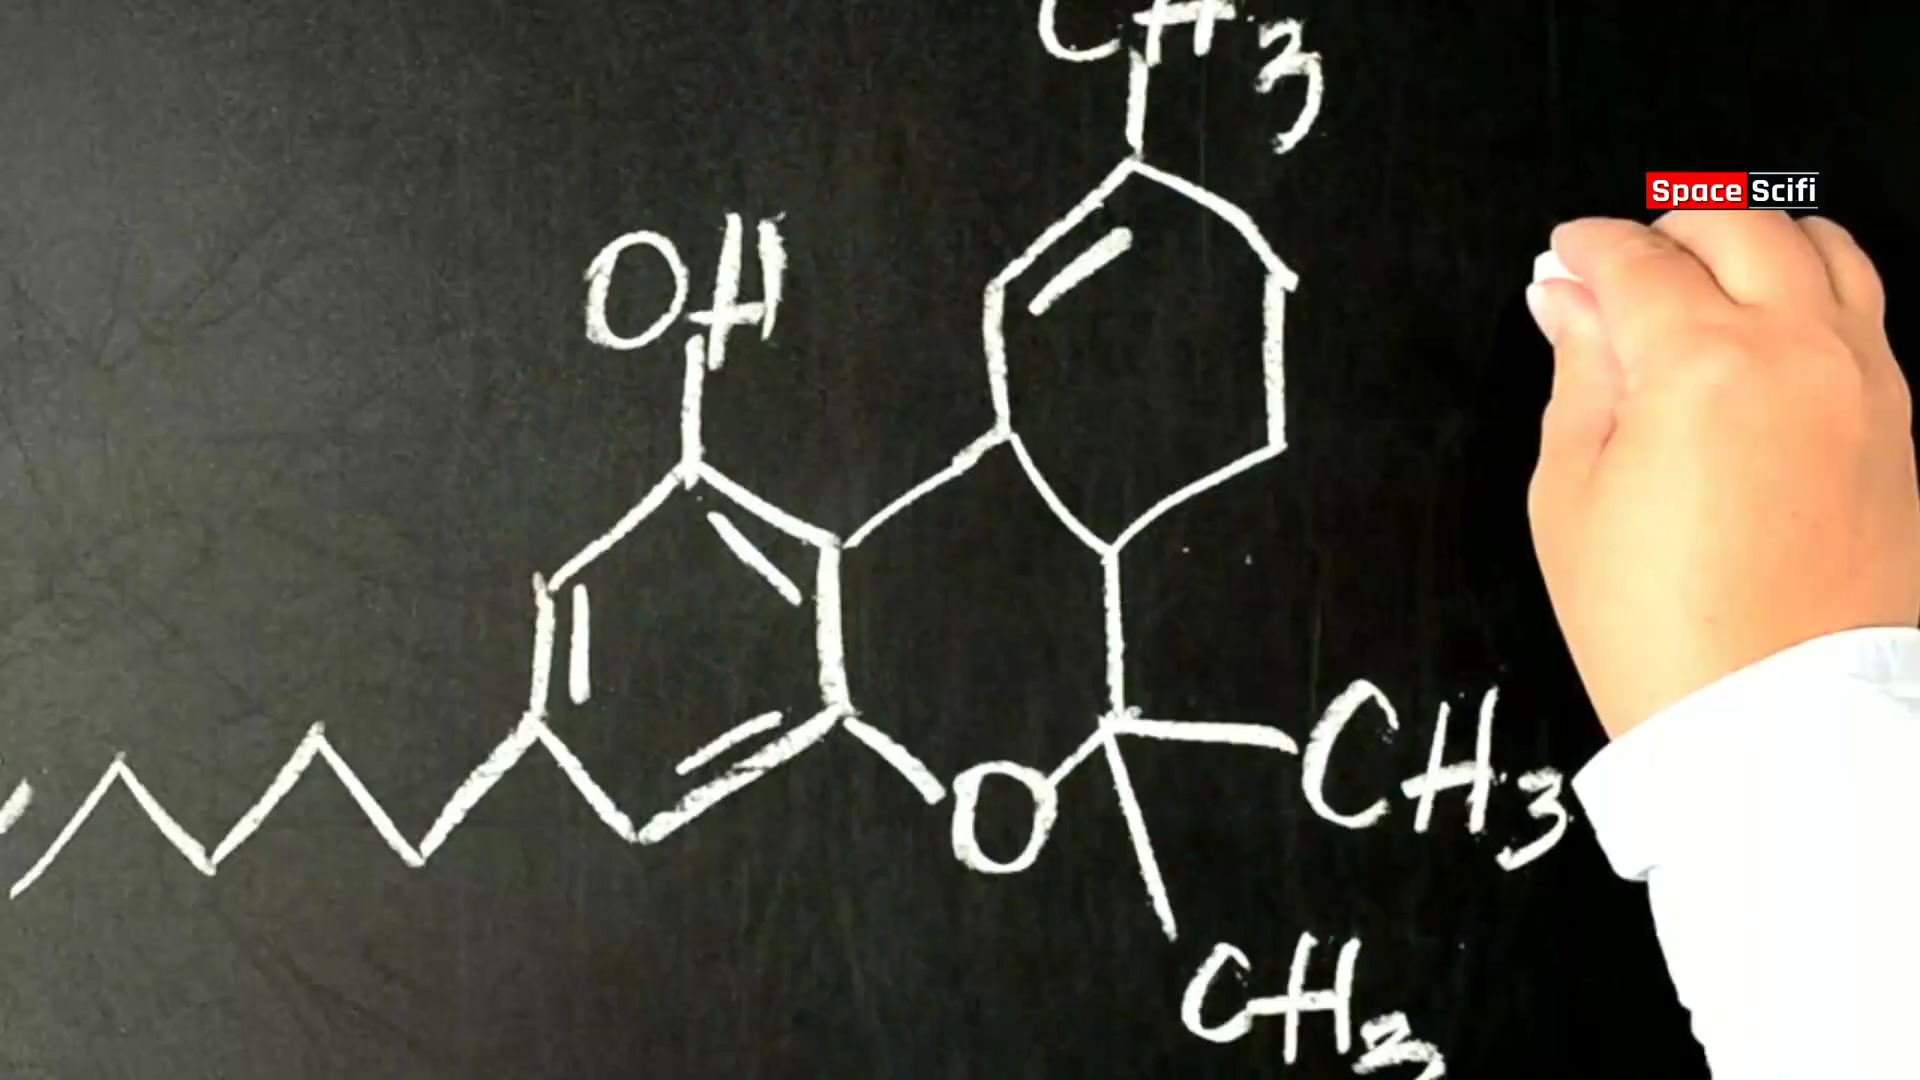 CH3
Space Scifi
OH
CH3
O
CH3